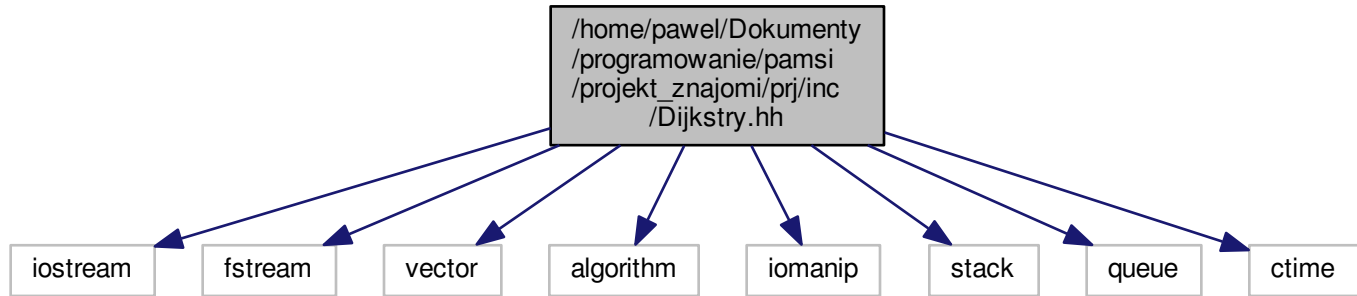 /home/pawel/Dokumenty
/programowanie/pamsi
/projekt_znajomi/prj/inc
/Dijkstry.hh
iostream
fstream
vector
algorithm
iomanip
stack
queue
ctime